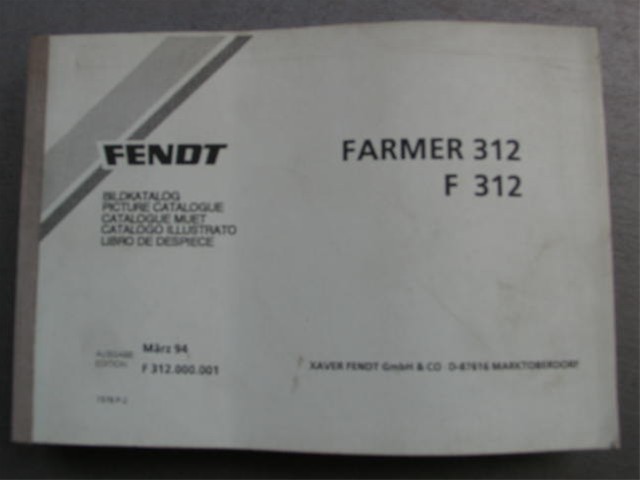 FENDT
FARMER 312
F 312
BILDKATALOG
PICTURE CATALOGUE
CATALOGUE MUET
CATALOGO ILLUSTRATO
LIBRO DE DESPIECE
AUSGABE März 94
EDITION F 312.000.001
XAVER FENDT GmbH & CO · D-87616 MARKTOBERDORF